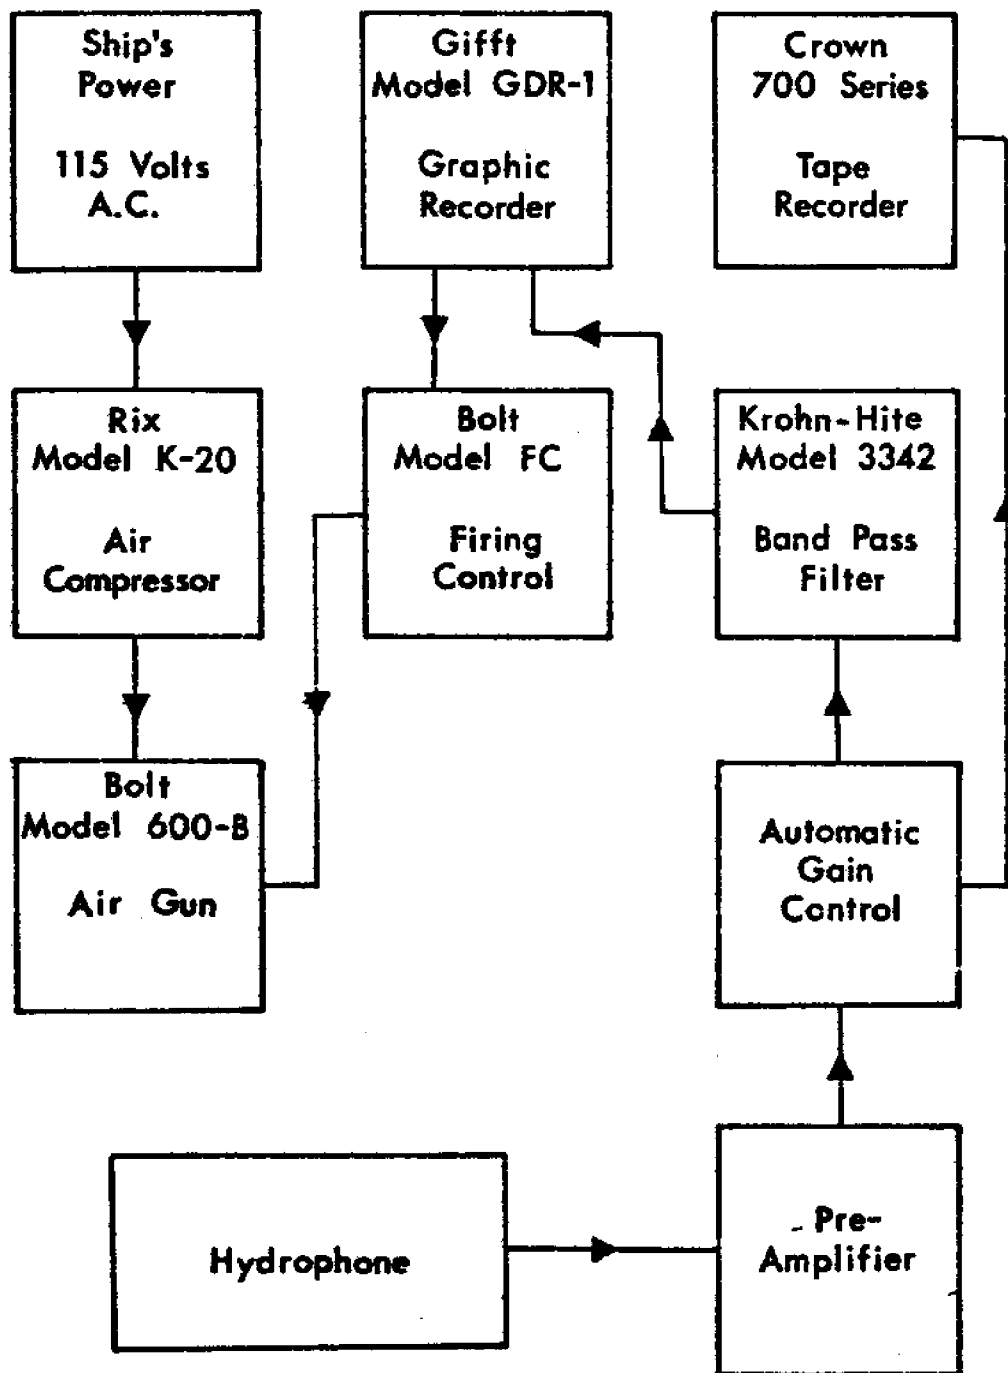 Ship's
Power
115 Volts
A.C.
Gifft
Model GDR-1
Graphic
Recorder
Crown
700 Series
Tape
Recorder
Rix
Model K-20
Air
Compressor
Bolt
Model FC
Firing
Control
Krohn-Hite
Model 3342
Band Pass
Filter
Bolt
Model 600-B
Air Gun
Automatic
Gain
Control
Hydrophone
Pre-
Amplifier